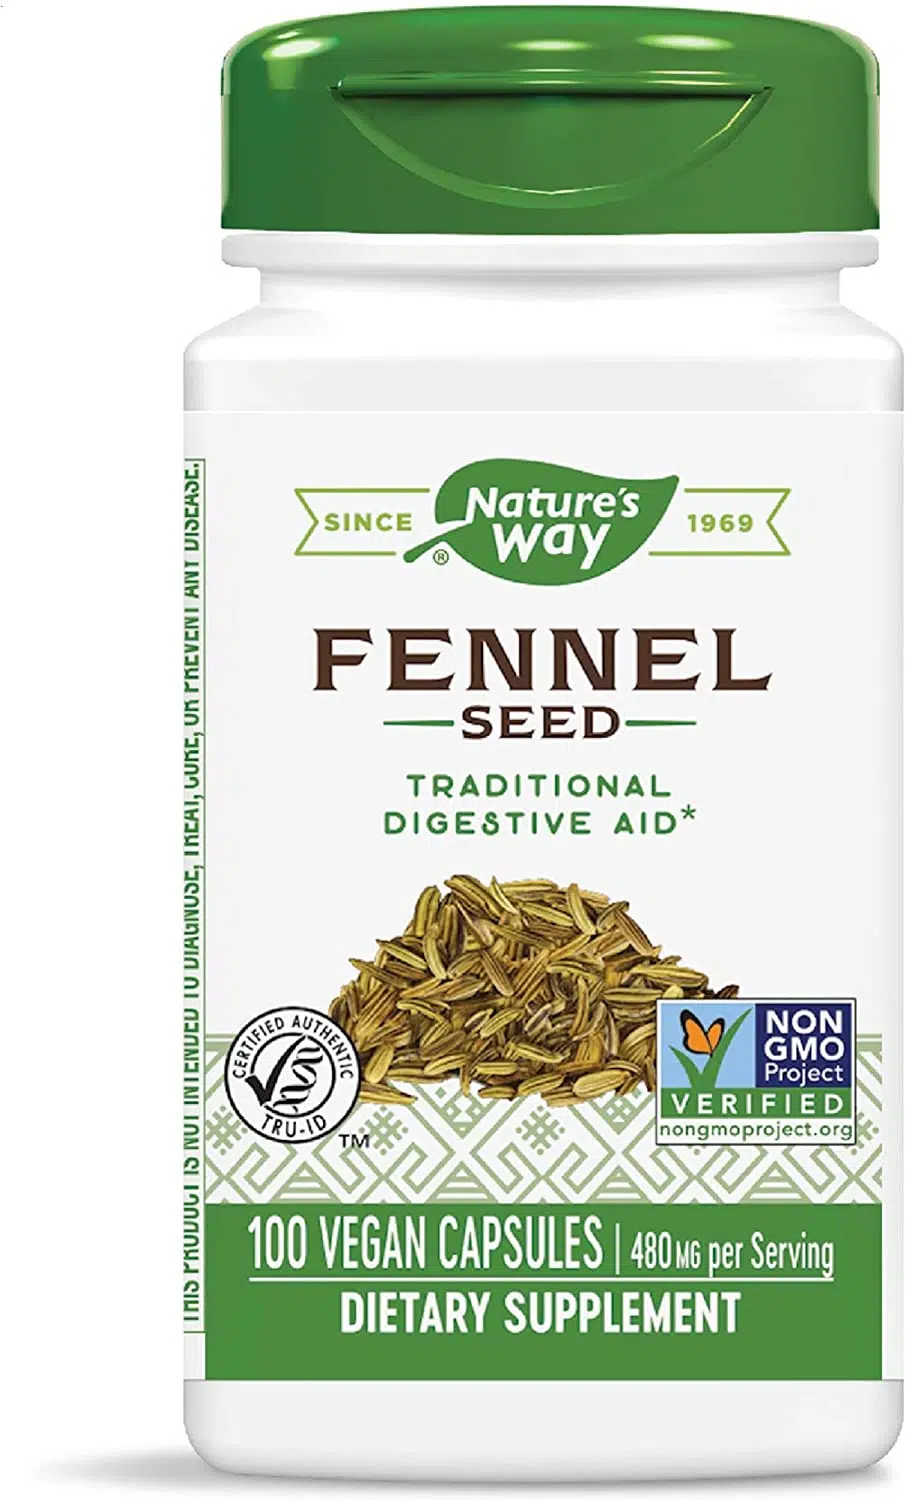 SINCE
Nature's
Way
®
1969
FENNEL
SEED
TRADITIONAL
DIGESTIVE AID*
CERTIFIED AUTHENTIC
TRU-ID
TM
NON
GMO
Project
VERIFIED
nongmoproject.org
100 VEGAN CAPSULES | 480 MG per Serving
DIETARY SUPPLEMENT
THIS PRODUCT IS NOT INTENDED TO DIAGNOSE, TREAT, CURE, OR PREVENT ANY DISEASE.